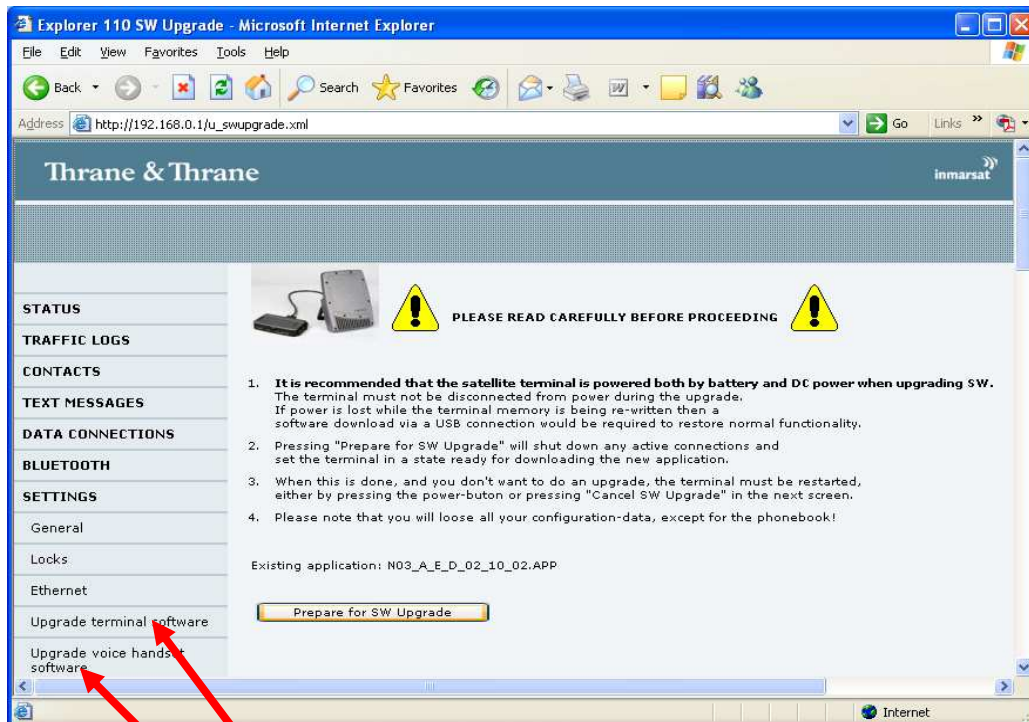 Explorer 110 SW Upgrade - Microsoft Internet Explorer
File Edit View Favorites Tools Help
Back Search Favorites
Address http://192.168.0.1/u_swupgrade.xml Go Links »
Thrane & Thrane
inmarsat
PLEASE READ CAREFULLY BEFORE PROCEEDING
STATUS
TRAFFIC LOGS
CONTACTS
TEXT MESSAGES
DATA CONNECTIONS
BLUETOOTH
SETTINGS
General
Locks
Ethernet
Upgrade terminal software
Upgrade voice handset
software
1. It is recommended that the satellite terminal is powered both by battery and DC power when upgrading SW.
The terminal must not be disconnected from power during the upgrade.
If power is lost while the terminal memory is being re-written then a
software download via a USB connection would be required to restore normal functionality.
2. Pressing "Prepare for SW Upgrade" will shut down any active connections and
set the terminal in a state ready for downloading the new application.
3. When this is done, and you don't want to do an upgrade, the terminal must be restarted,
either by pressing the power-buton or pressing "Cancel SW Upgrade" in the next screen.
4. Please note that you will loose all your configuration-data, except for the phonebook!
Existing application: N03_A_E_D_02_10_02.APP
Prepare for SW Upgrade
Internet